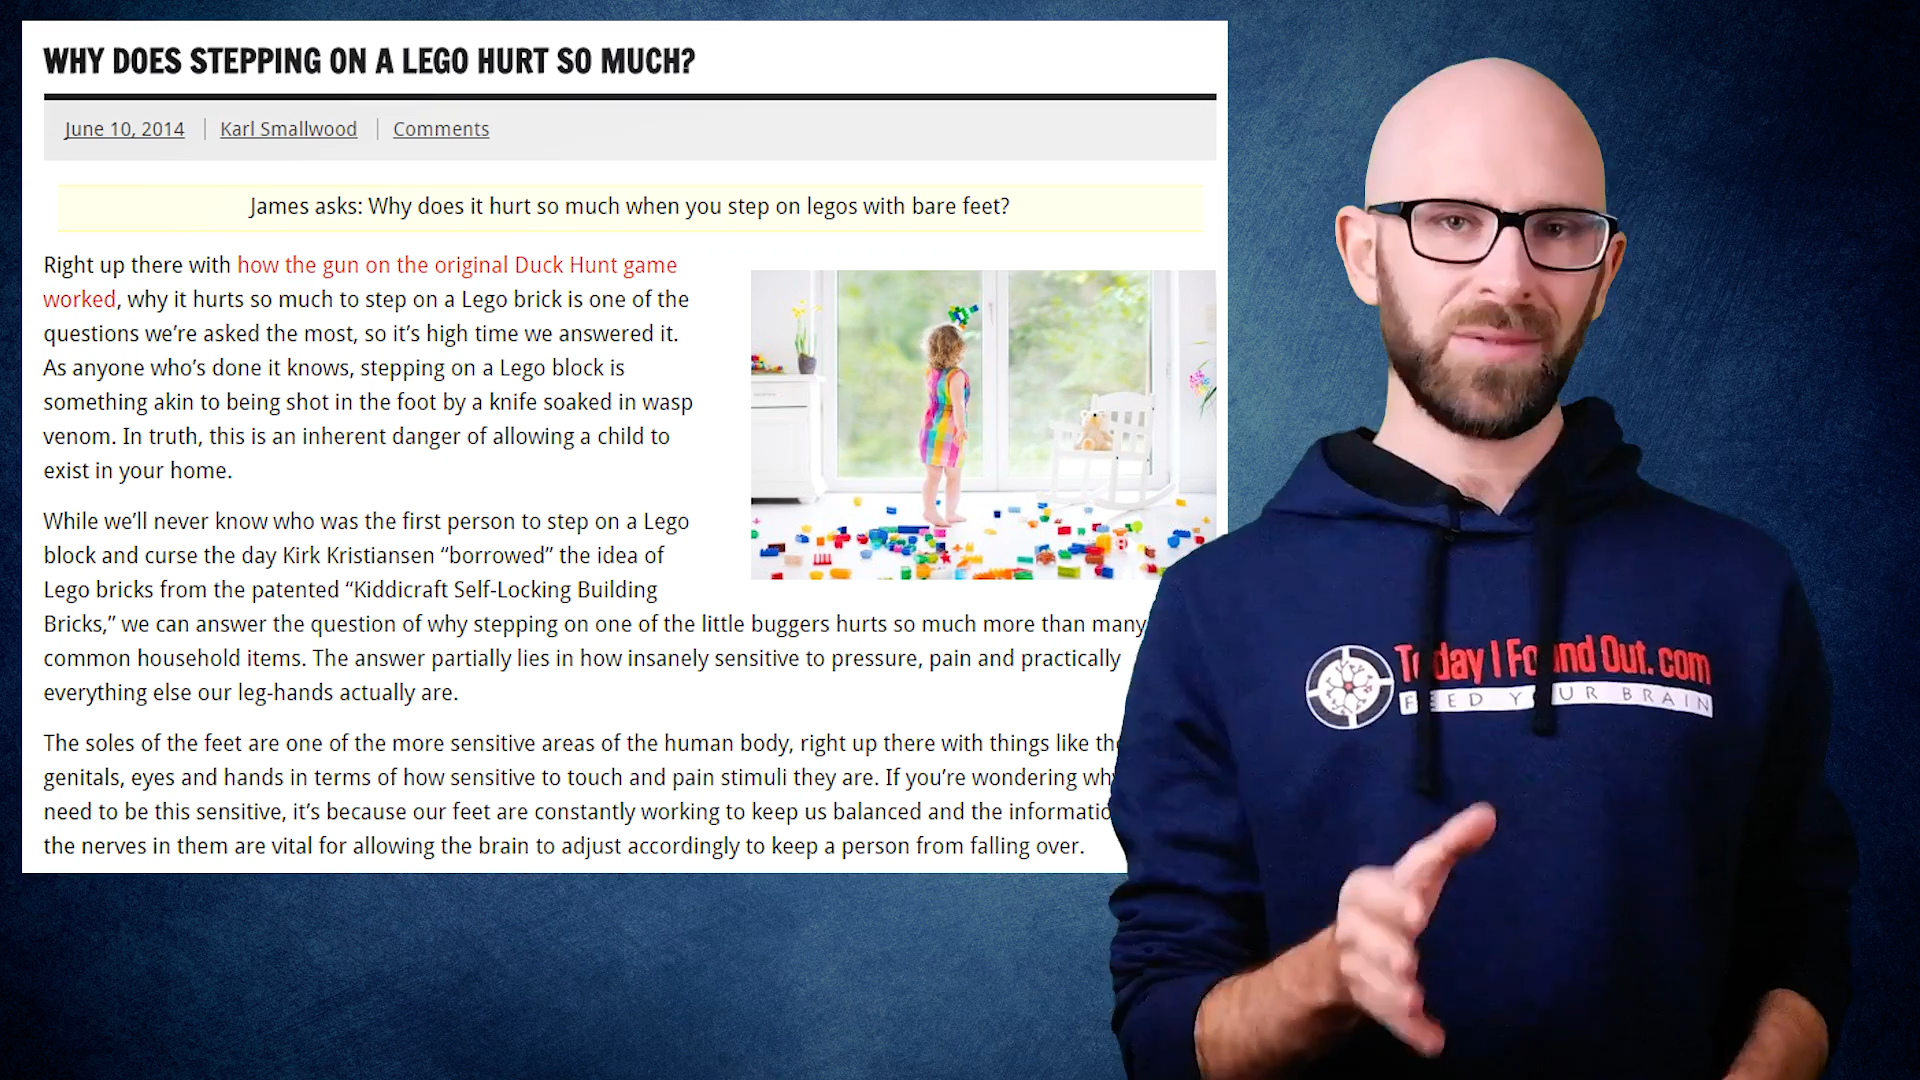 WHY DOES STEPPING ON A LEGO HURT SO MUCH?
June 10, 2014 Karl Smallwood Comments
James asks: Why does it hurt so much when you step on legos with bare feet?
Right up there with how the gun on the original Duck Hunt game
worked, why it hurts so much to step on a Lego brick is one of the
questions we’re asked the most, so it’s high time we answered it.
As anyone who’s done it knows, stepping on a Lego block is
something akin to being shot in the foot by a knife soaked in wasp
venom. In truth, this is an inherent danger of allowing a child to
exist in your home.
While we’ll never know who was the first person to step on a Lego
block and curse the day Kirk Kristiansen “borrowed” the idea of
Lego bricks from the patented “Kiddicraft Self-Locking Building
Bricks,” we can answer the question of why stepping on one of the little buggers hurts so much more than many
common household items. The answer partially lies in how insanely sensitive to pressure, pain and practically
everything else our leg-hands actually are.
The soles of the feet are one of the more sensitive areas of the human body, right up there with things like the
genitals, eyes and hands in terms of how sensitive to touch and pain stimuli they are. If you’re wondering why
need to be this sensitive, it’s because our feet are constantly working to keep us balanced and the informatio
the nerves in them are vital for allowing the brain to adjust accordingly to keep a person from falling over.
Today I Found Out.com
FEED YOUR BRAIN